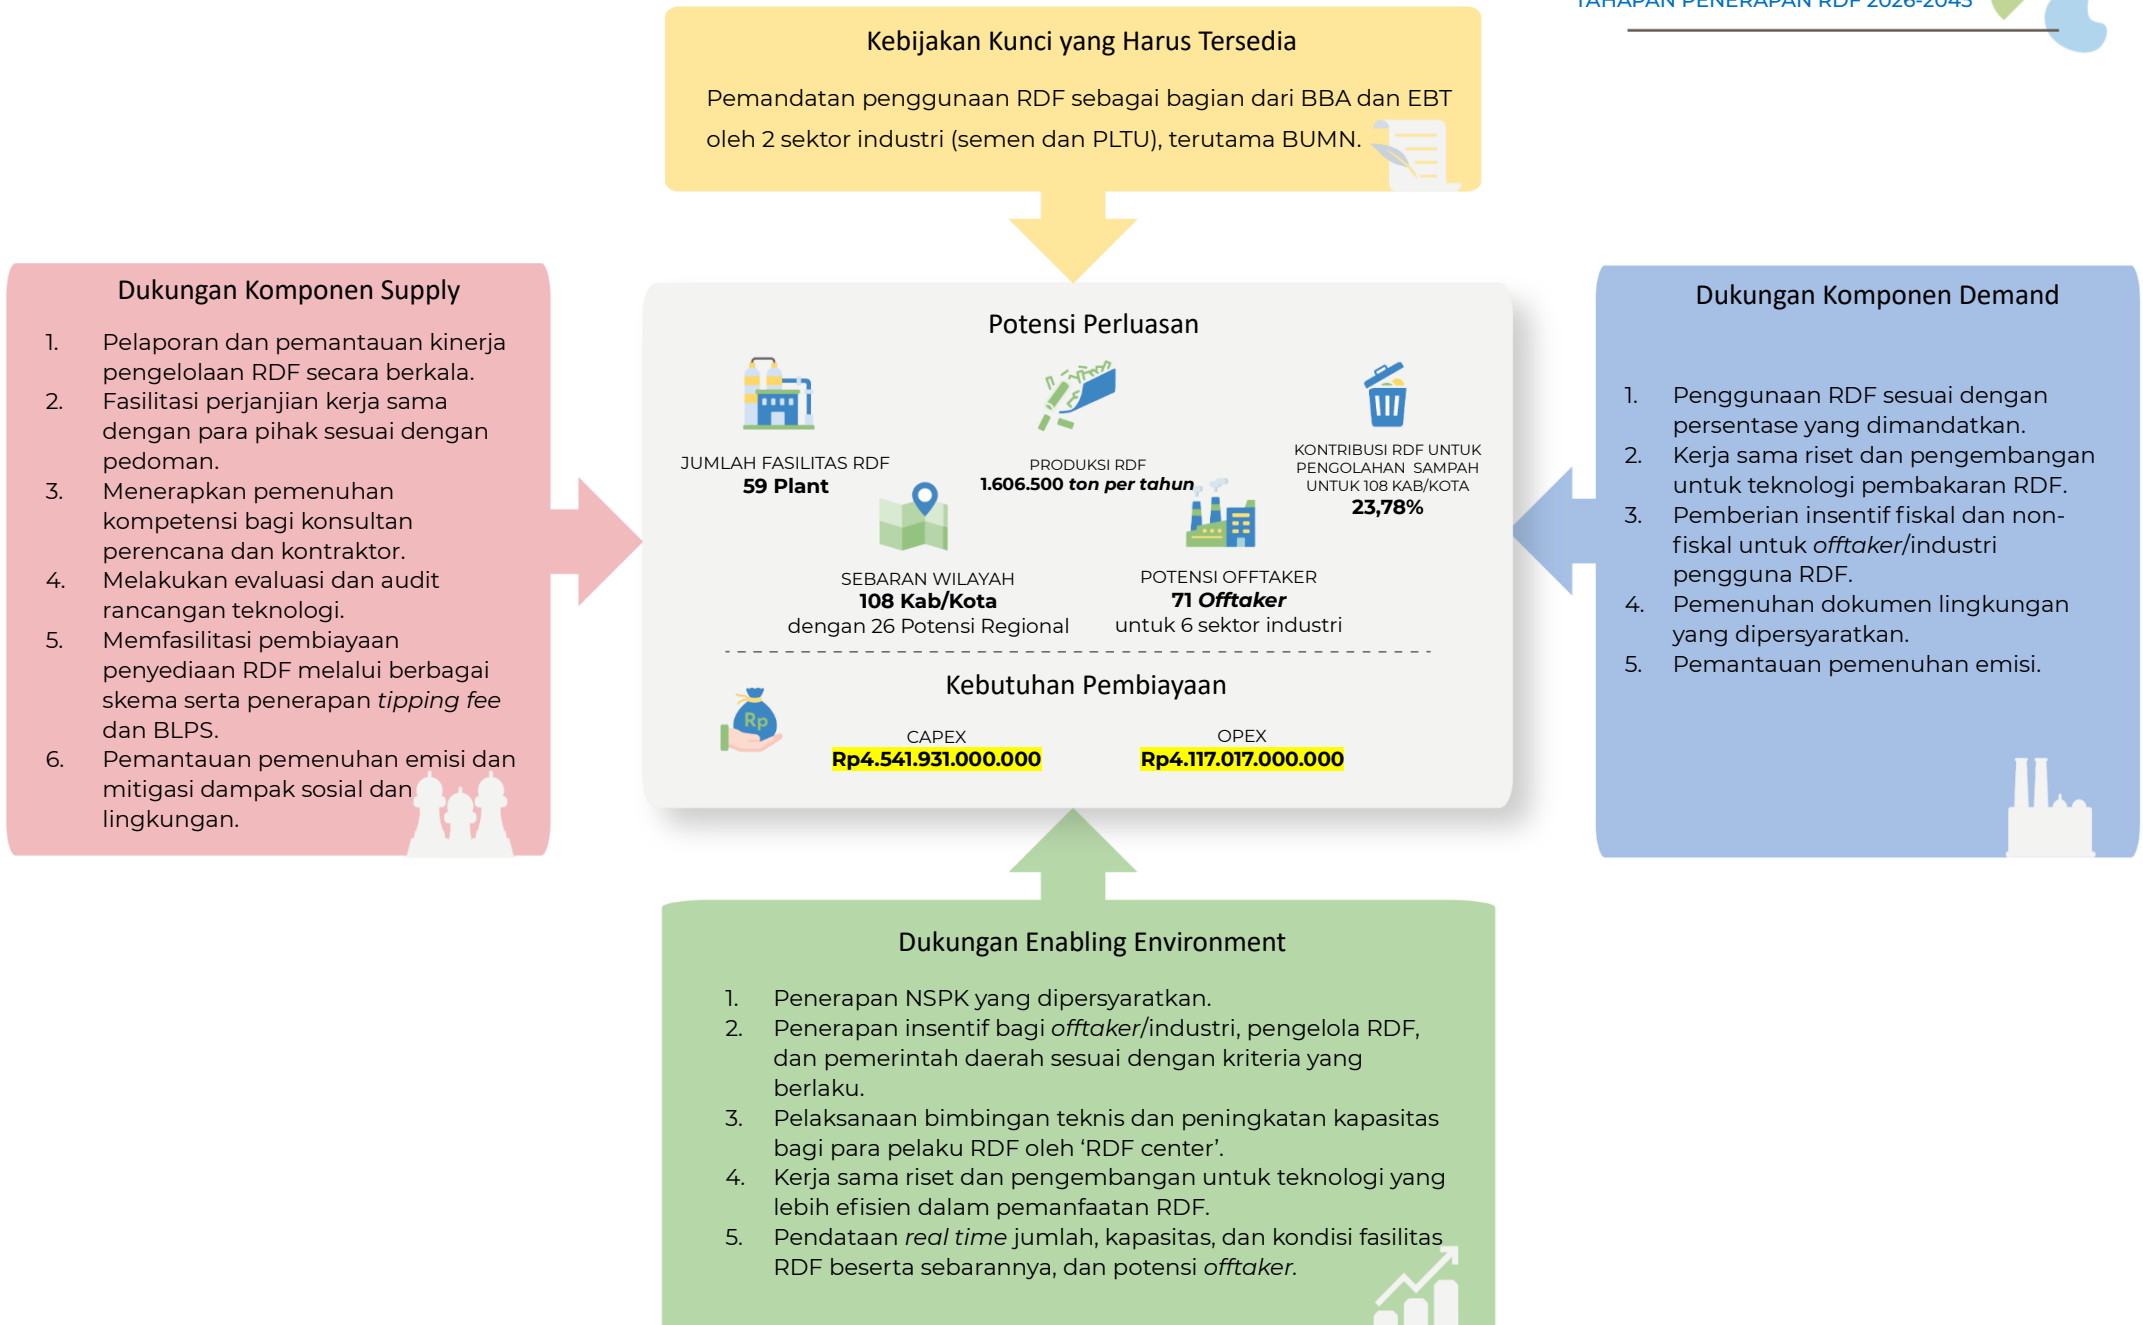 TAHAPAN PENERAPAN RDF 2026-2045
Kebijakan Kunci yang Harus Tersedia
Pemandatan penggunaan RDF sebagai bagian dari BBA dan EBT
oleh 2 sektor industri (semen dan PLTU), terutama BUMN.
Dukungan Komponen Supply
1. Pelaporan dan pemantauan kinerja
pengelolaan RDF secara berkala.
2. Fasilitasi perjanjian kerja sama
dengan para pihak sesuai dengan
pedoman.
3. Menerapkan pemenuhan
kompetensi bagi konsultan
perencana dan kontraktor.
4. Melakukan evaluasi dan audit
rancangan teknologi.
5. Memfasilitasi pembiayaan
penyediaan RDF melalui berbagai
skema serta penerapan tipping fee
dan BLPS.
6. Pemantauan pemenuhan emisi dan
mitigasi dampak sosial dan
lingkungan.
Potensi Perluasan
JUMLAH FASILITAS RDF
59 Plant
PRODUKSI RDF
1.606.500 ton per tahun
KONTRIBUSI RDF UNTUK
PENGOLAHAN SAMPAH
UNTUK 108 KAB/KOTA
23,78%
SEBARAN WILAYAH
108 Kab/Kota
dengan 26 Potensi Regional
POTENSI OFFTAKER
71 Offtaker
untuk 6 sektor industri
Kebutuhan Pembiayaan
Rp
CAPEX
Rp4.541.931.000.000
OPEX
Rp4.117.017.000.000
Dukungan Komponen Demand
1. Penggunaan RDF sesuai dengan
persentase yang dimandatkan.
2. Kerja sama riset dan pengembangan
untuk teknologi pembakaran RDF.
3. Pemberian insentif fiskal dan non-
fiskal untuk offtaker/industri
pengguna RDF.
4. Pemenuhan dokumen lingkungan
yang dipersyaratkan.
5. Pemantauan pemenuhan emisi.
Dukungan Enabling Environment
1. Penerapan NSPK yang dipersyaratkan.
2. Penerapan insentif bagi offtaker/industri, pengelola RDF,
dan pemerintah daerah sesuai dengan kriteria yang
berlaku.
3. Pelaksanaan bimbingan teknis dan peningkatan kapasitas
bagi para pelaku RDF oleh ‘RDF center’.
4. Kerja sama riset dan pengembangan untuk teknologi yang
lebih efisien dalam pemanfaatan RDF.
5. Pendataan real time jumlah, kapasitas, dan kondisi fasilitas
RDF beserta sebarannya, dan potensi offtaker.